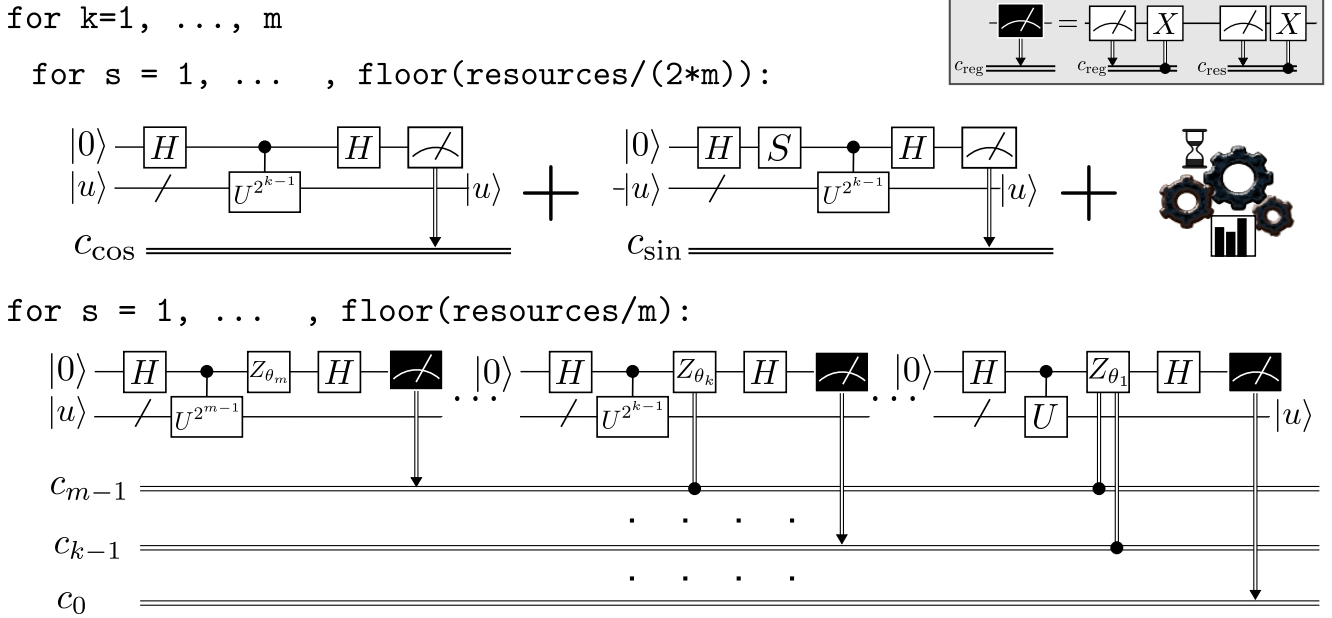 for k=1, ..., m
c_reg = c_reg X c_res X
for s = 1, ... , floor(resources/(2*m)):
|0⟩ H H |0⟩ H S H
|u⟩ U^{2^{k-1}} |u⟩ + |u⟩ U^{2^{k-1}} |u⟩ +
c_cos c_sin
for s = 1, ... , floor(resources/m):
|0⟩ H Z_{θ_m} H |0⟩ H Z_{θ_k} H |0⟩ H Z_{θ_1} H
|u⟩ U^{2^{m-1}} ... U^{2^{k-1}} ... U |u⟩
c_{m-1}
. . . .
c_{k-1}
. . . .
c_0